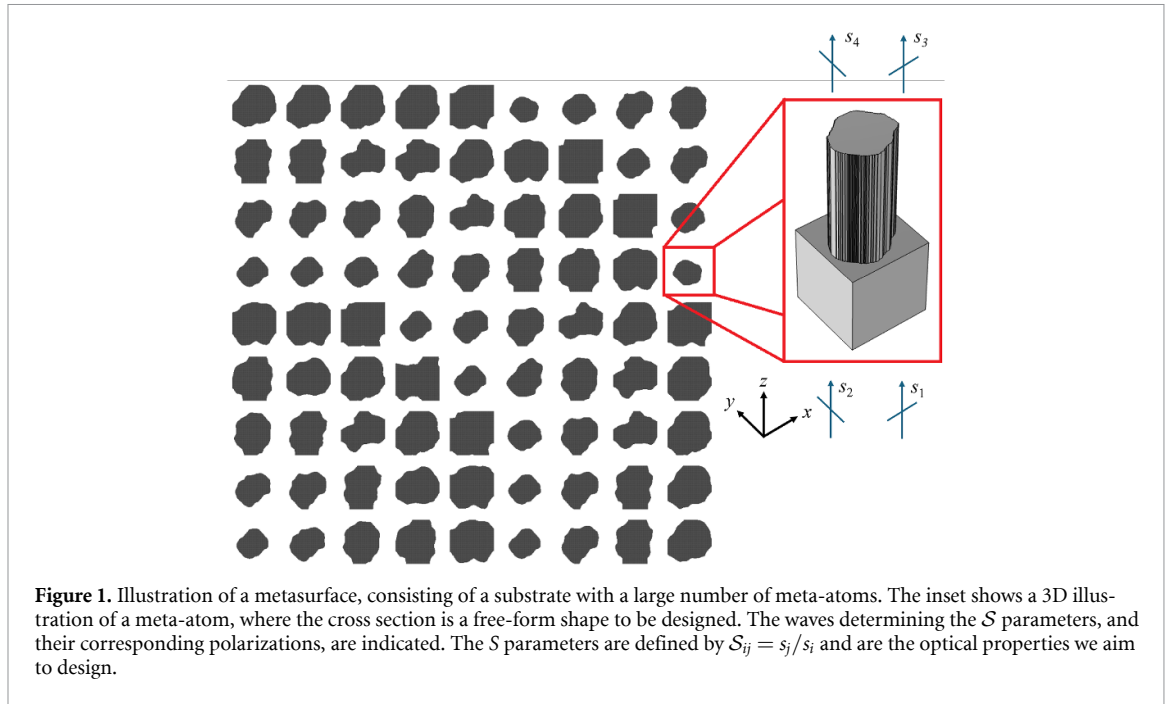 s₄
s₃
s₂
s₁
z
y
x
Figure 1. Illustration of a metasurface, consisting of a substrate with a large number of meta-atoms. The inset shows a 3D illus-
tration of a meta-atom, where the cross section is a free-form shape to be designed. The waves determining the 𝒮 parameters, and
their corresponding polarizations, are indicated. The S parameters are defined by 𝒮ᵢⱼ = sⱼ/sᵢ and are the optical properties we aim
to design.